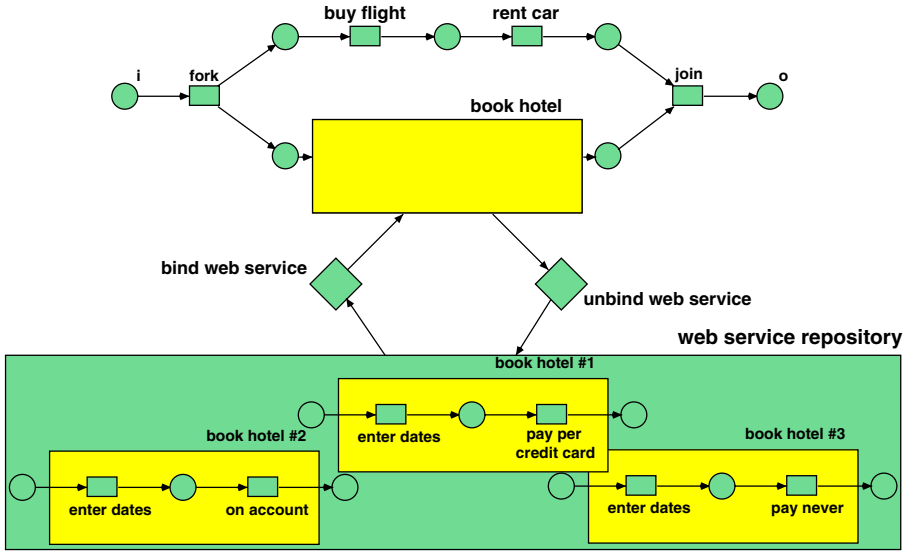 buy flight
rent car
i
fork
join
o
book hotel
bind web service
unbind web service
web service repository
book hotel #1
enter dates
pay per
credit card
book hotel #2
enter dates
on account
book hotel #3
enter dates
pay never